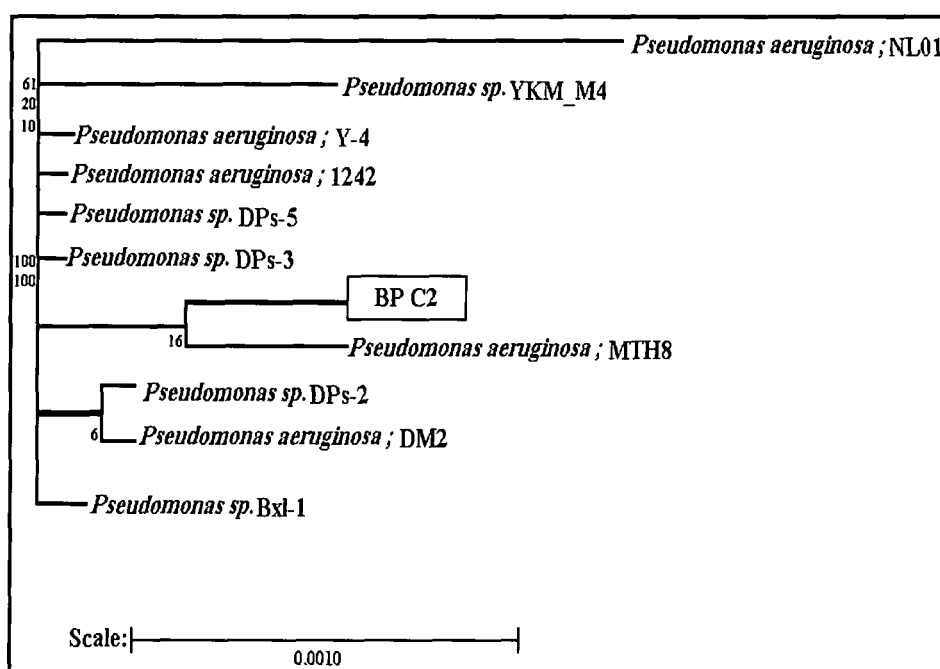 Pseudomonas aeruginosa ; NL01
61
Pseudomonas sp. YKM_M4
20
10
Pseudomonas aeruginosa ; Y-4
Pseudomonas aeruginosa ; 1242
Pseudomonas sp. DPs-5
100
Pseudomonas sp. DPs-3
100
BP C2
16
Pseudomonas aeruginosa ; MTH8
Pseudomonas sp. DPs-2
6
Pseudomonas aeruginosa ; DM2
Pseudomonas sp. Bxl-1
Scale:
0.0010